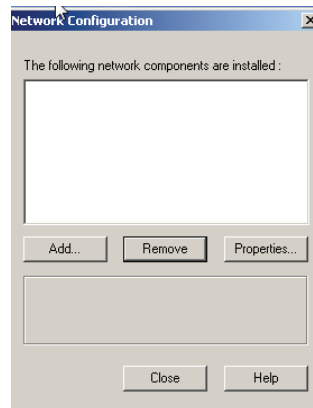 Network Configuration
The following network components are installed :
Add...
Remove
Properties...
Close
Help